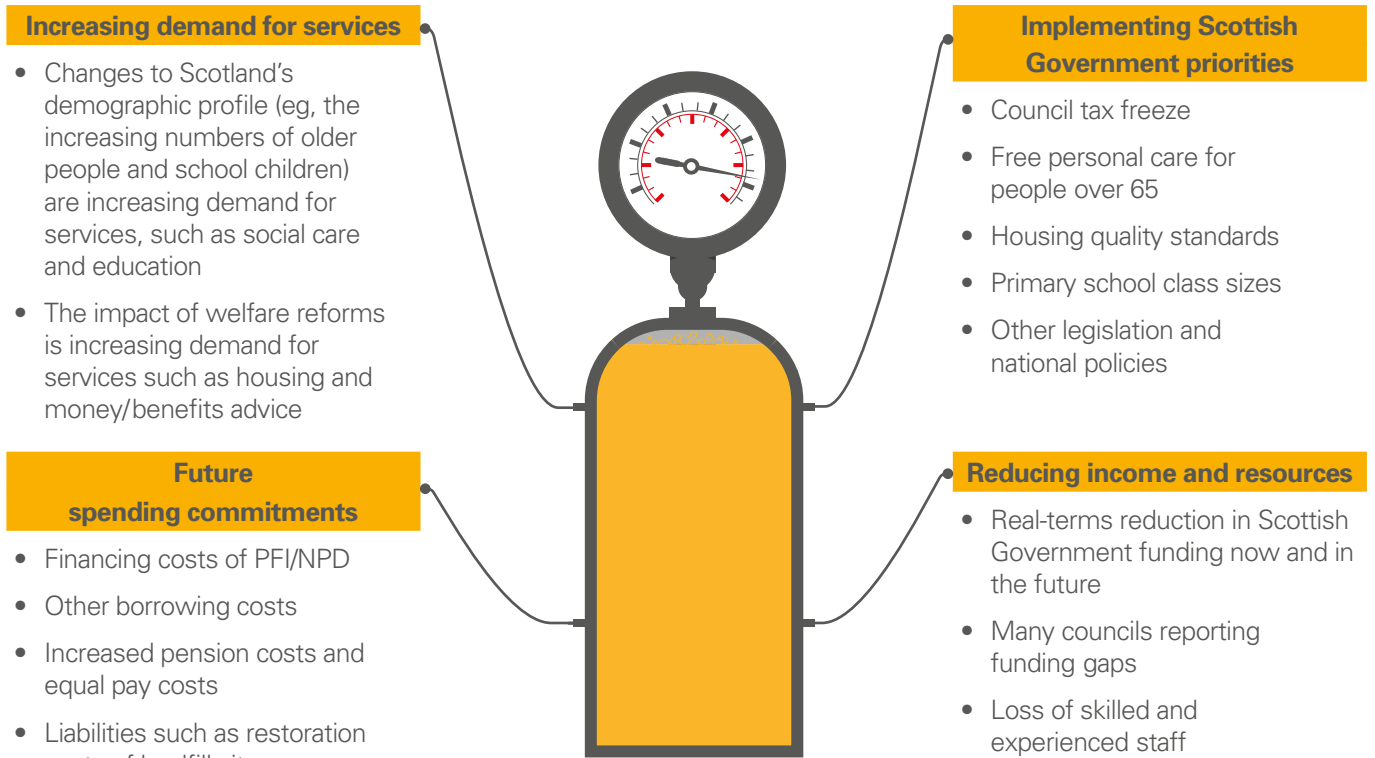 Increasing demand for services
• Changes to Scotland's
demographic profile (eg, the
increasing numbers of older
people and school children)
are increasing demand for
services, such as social care
and education
• The impact of welfare reforms
is increasing demand for
services such as housing and
money/benefits advice
Future
spending commitments
• Financing costs of PFI/NPD
• Other borrowing costs
• Increased pension costs and
equal pay costs
• Liabilities such as restoration
Implementing Scottish
Government priorities
• Council tax freeze
• Free personal care for
people over 65
• Housing quality standards
• Primary school class sizes
• Other legislation and
national policies
Reducing income and resources
• Real-terms reduction in Scottish
Government funding now and in
the future
• Many councils reporting
funding gaps
• Loss of skilled and
experienced staff